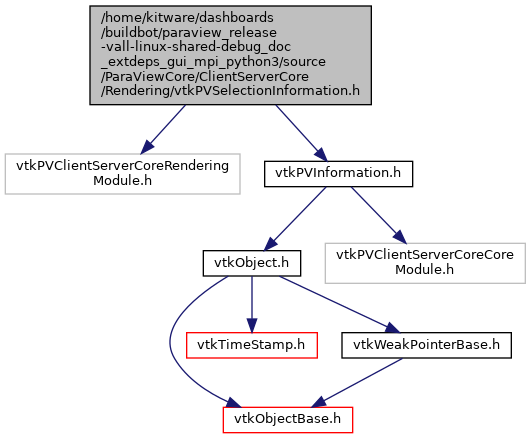 /home/kitware/dashboards
/buildbot/paraview_release
-vall-linux-shared-debug_doc
_extdeps_gui_mpi_python3/source
/ParaViewCore/ClientServerCore
/Rendering/vtkPVSelectionInformation.h
vtkPVClientServerCoreRendering
Module.h
vtkPVInformation.h
vtkObject.h
vtkPVClientServerCoreCore
Module.h
vtkTimeStamp.h
vtkWeakPointerBase.h
vtkObjectBase.h